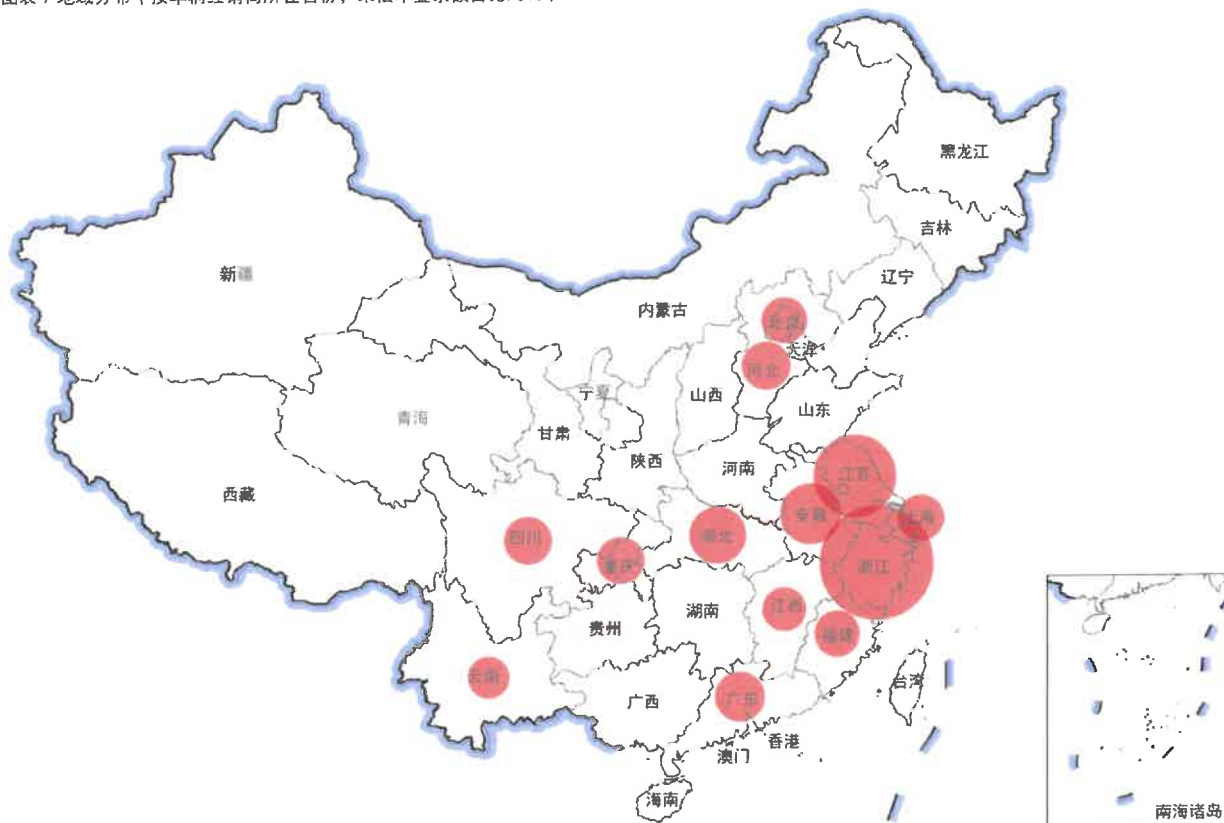 黑龙江
吉林
辽宁
新疆
内蒙古
北京
天津
河北
宁夏
山西
山东
青海
甘肃
陕西
河南
江苏
西藏
安徽
上海
四川
湖北
重庆
浙江
湖南
江西
贵州
福建
云南
台湾
广西
广东
香港
澳门
海南
南海诸岛